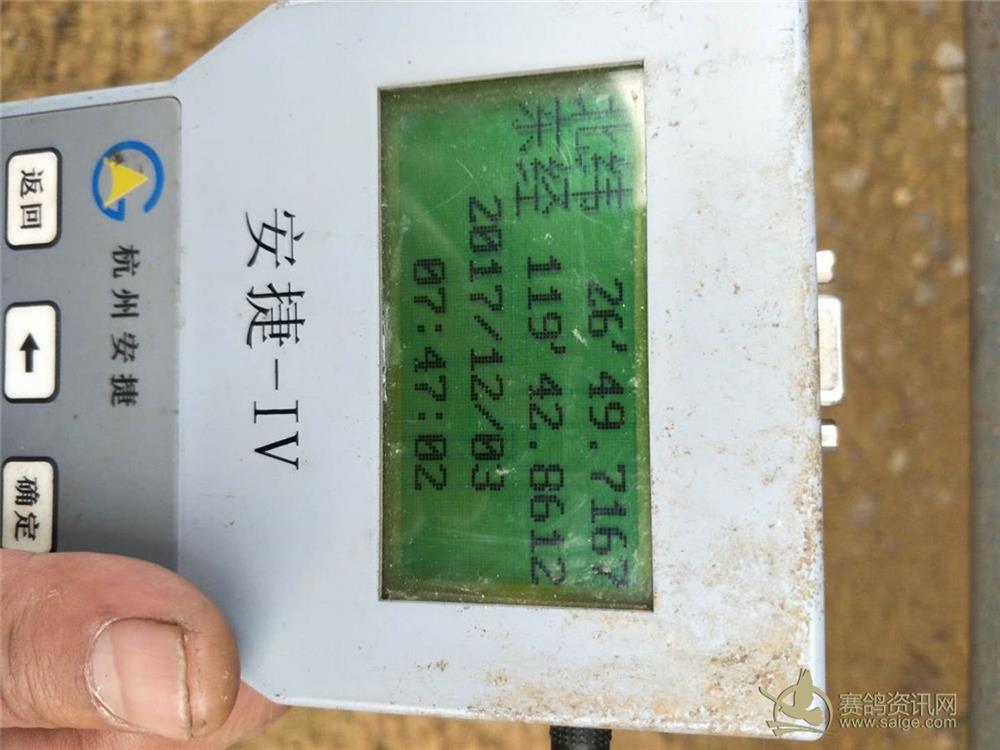 北纬 26' 49.7167
东经 119' 42.8612
2017/12/03
07:47:02
安捷-IV
杭州安捷
返回
确定
赛鸽资讯网
www.saige.com